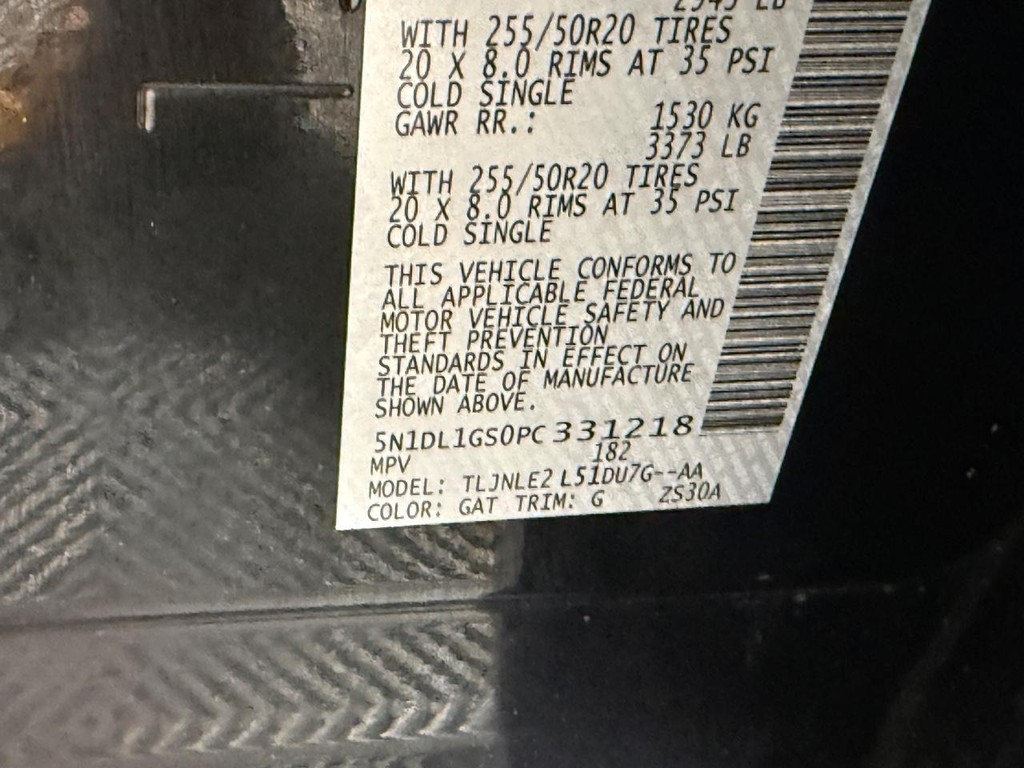 2945 LB
WITH 255/50R20 TIRES
20 X 8.0 RIMS AT 35 PSI
COLD SINGLE
GAWR RR.: 1530 KG
3373 LB
WITH 255/50R20 TIRES
20 X 8.0 RIMS AT 35 PSI
COLD SINGLE
THIS VEHICLE CONFORMS TO
ALL APPLICABLE FEDERAL
MOTOR VEHICLE SAFETY AND
THEFT PREVENTION
STANDARDS IN EFFECT ON
THE DATE OF MANUFACTURE
SHOWN ABOVE.
5N1DL1GS0PC331218
MPV 182
MODEL: TLJNLE2 L51DU7G--AA
COLOR: GAT TRIM: G ZS30A